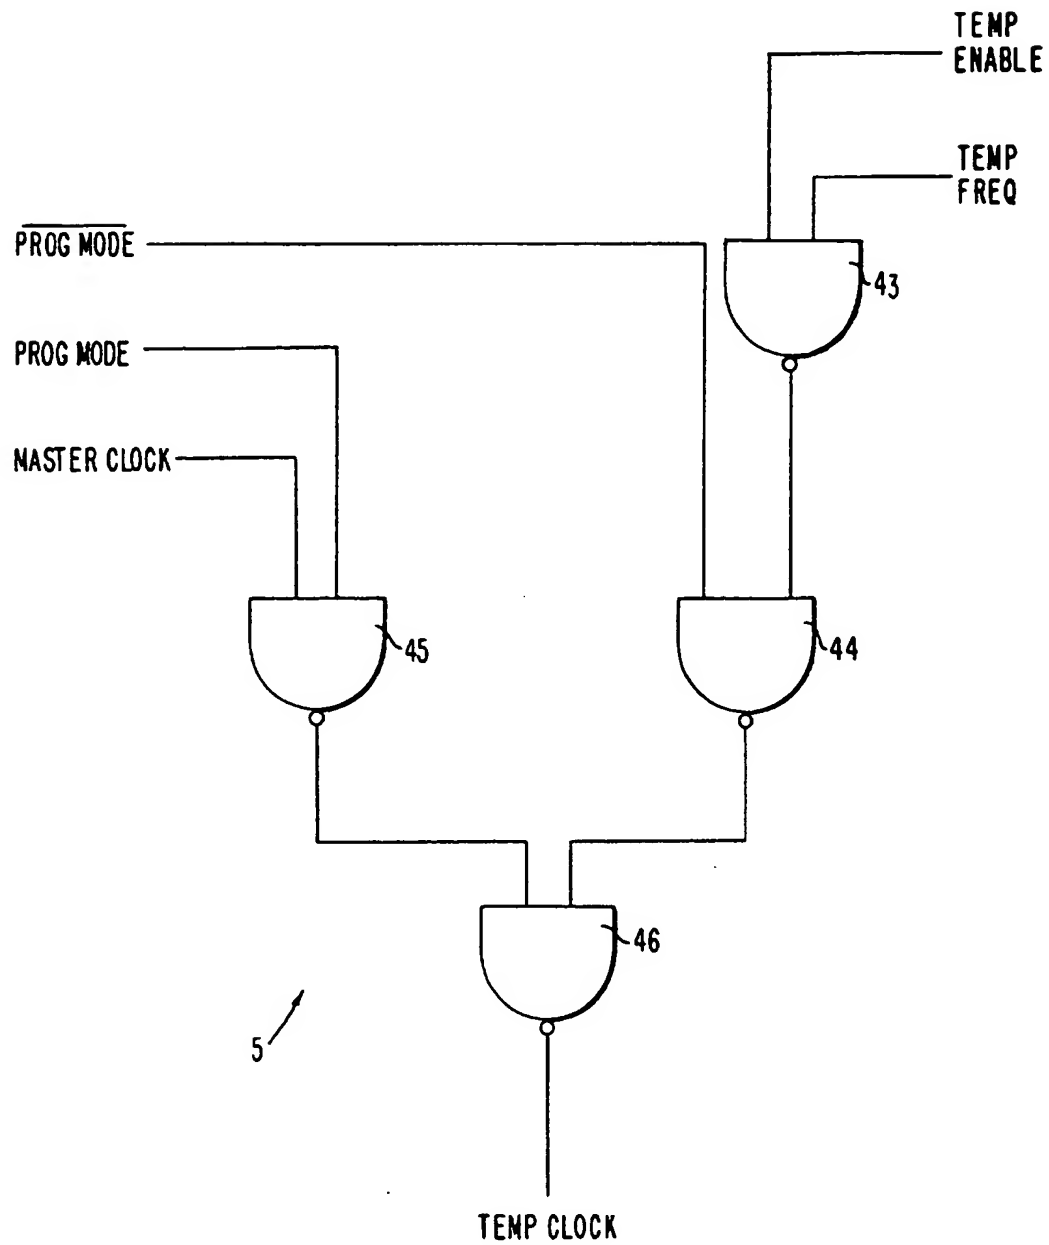 TEMP
ENABLE
TEMP
FREQ
PROG MODE
43
PROG MODE
MASTER CLOCK
45
44
46
5
TEMP CLOCK